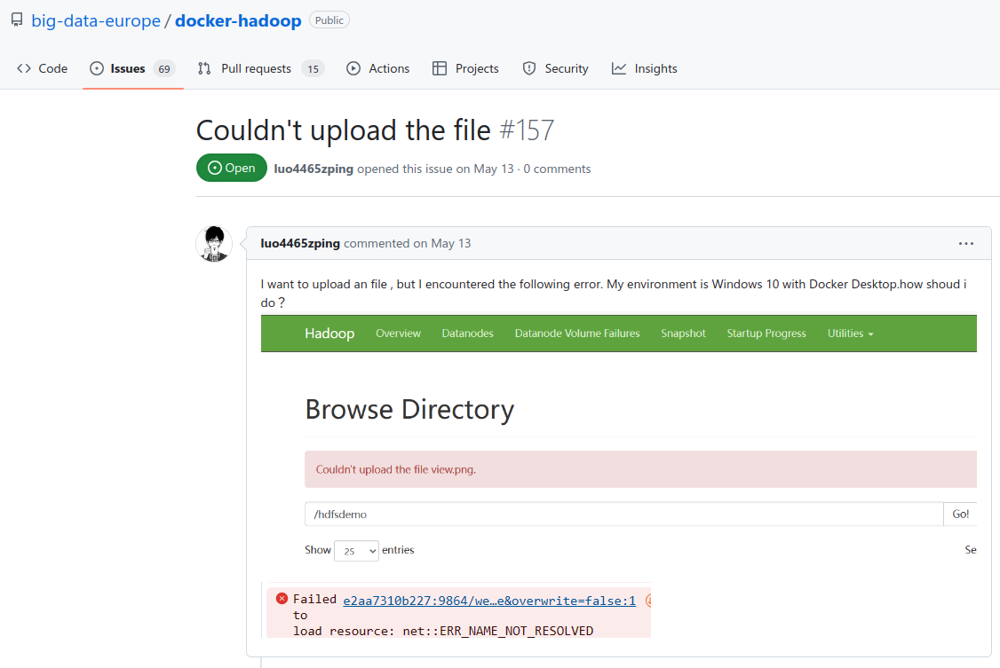 big-data-europe / docker-hadoop Public
Code Issues 69 Pull requests 15 Actions Projects Security Insights
Couldn't upload the file #157
Open luo4465zping opened this issue on May 13 · 0 comments
luo4465zping commented on May 13 ...
I want to upload an file , but I encountered the following error. My environment is Windows 10 with Docker Desktop.how shoud i
do ?
Hadoop Overview Datanodes Datanode Volume Failures Snapshot Startup Progress Utilities
Browse Directory
Couldn't upload the file view.png.
/hdfsdemo Go!
Show 25 entries Se
Failed e2aa7310b227:9864/we…e&overwrite=false:1
to
load resource: net::ERR_NAME_NOT_RESOLVED